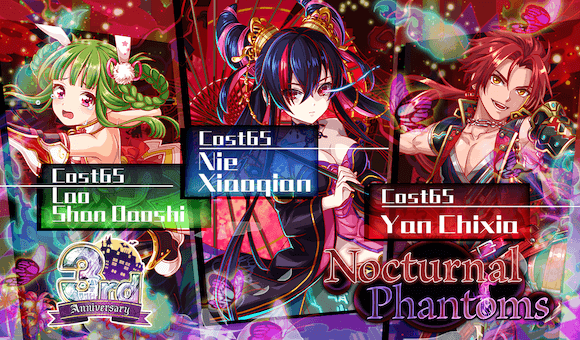 Cost65
Lao
Shan Daoshi
Cost65
Nie
Xiaoqian
Cost65
Yan Chixia
3rd
Anniversary
Nocturnal
Phantoms